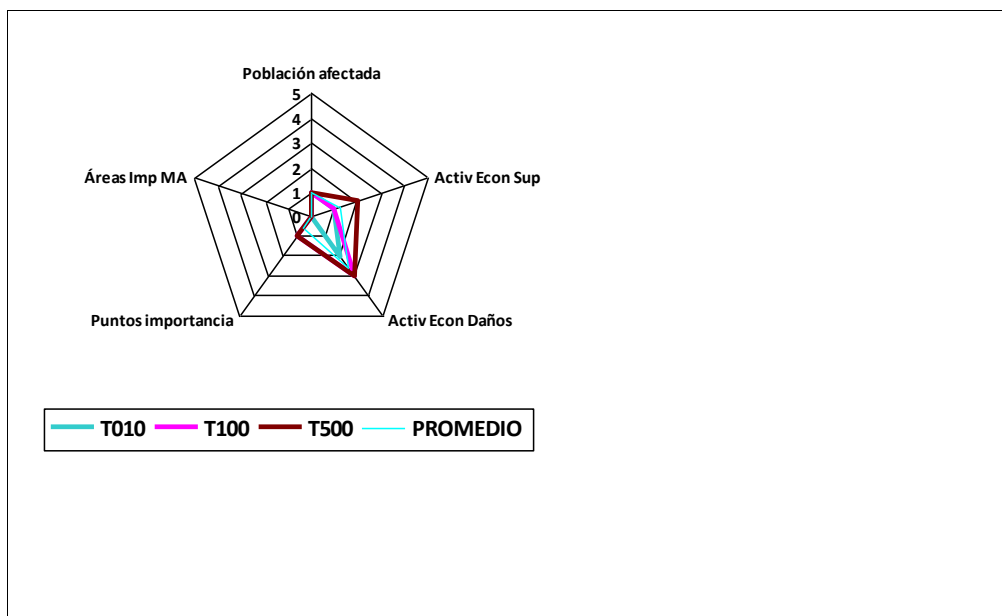 Población afectada
5
4
3
2
1
0
Áreas Imp MA
Activ Econ Sup
Puntos importancia
Activ Econ Daños
T010 T100 T500 PROMEDIO